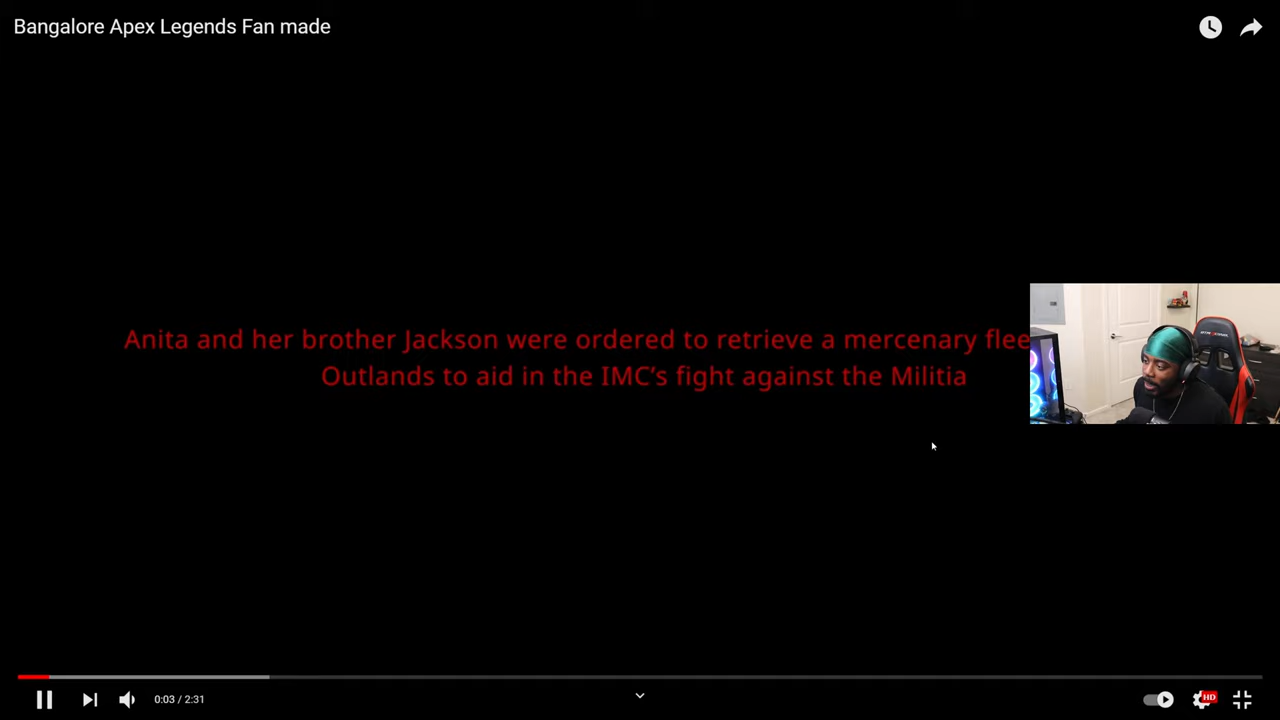 Bangalore Apex Legends Fan made
Anita and her brother Jackson were ordered to retrieve a mercenary flee
Outlands to aid in the IMC's fight against the Militia
0:03 / 2:31
HD